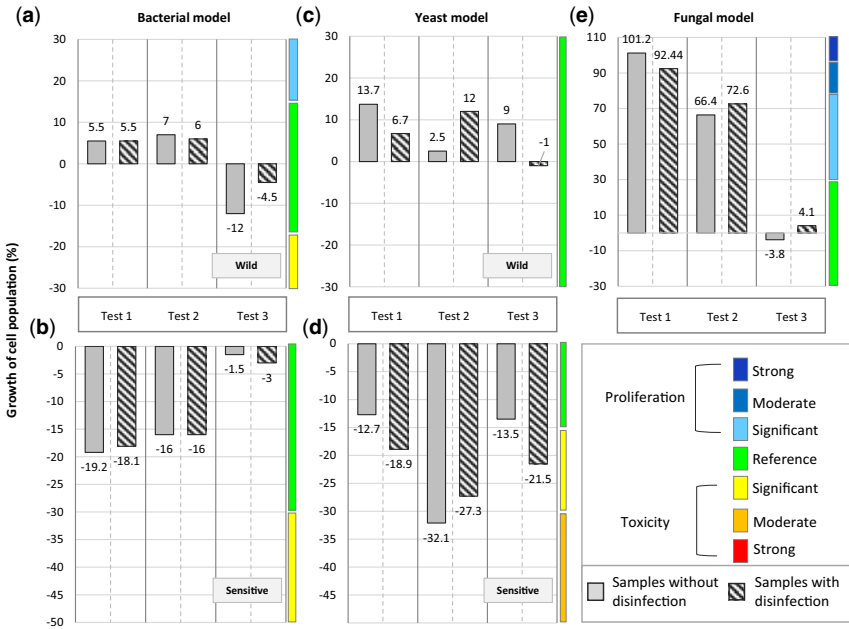 (a) Bacterial model
(c) Yeast model
(e) Fungal model
Growth of cell population (%)
30
20
10
0
-10
-20
-30
5.5
5.5
7
6
-12
-4.5
Wild
30
20
10
0
-10
-20
-30
13.7
6.7
2.5
12
9
-1
Wild
110
90
70
50
30
10
-10
30
101.2
92.44
66.4
72.6
-3.8
4.1
Test 1 Test 2 Test 3
Test 1 Test 2 Test 3
Test 1 Test 2 Test 3
(b)
0
-5
-10
-15
-20
-25
-30
-35
-40
-45
-50
-19.2
-18.1
-16
-16
-1.5
-3
Sensitive
(d)
0
-5
-10
-15
-20
-25
-30
-35
-40
-45
-50
-12.7
-18.9
-32.1
-27.3
-13.5
-21.5
Sensitive
Proliferation
Strong
Moderate
Significant
Reference
Toxicity
Significant
Moderate
Strong
Samples without
disinfection
Samples with
disinfection